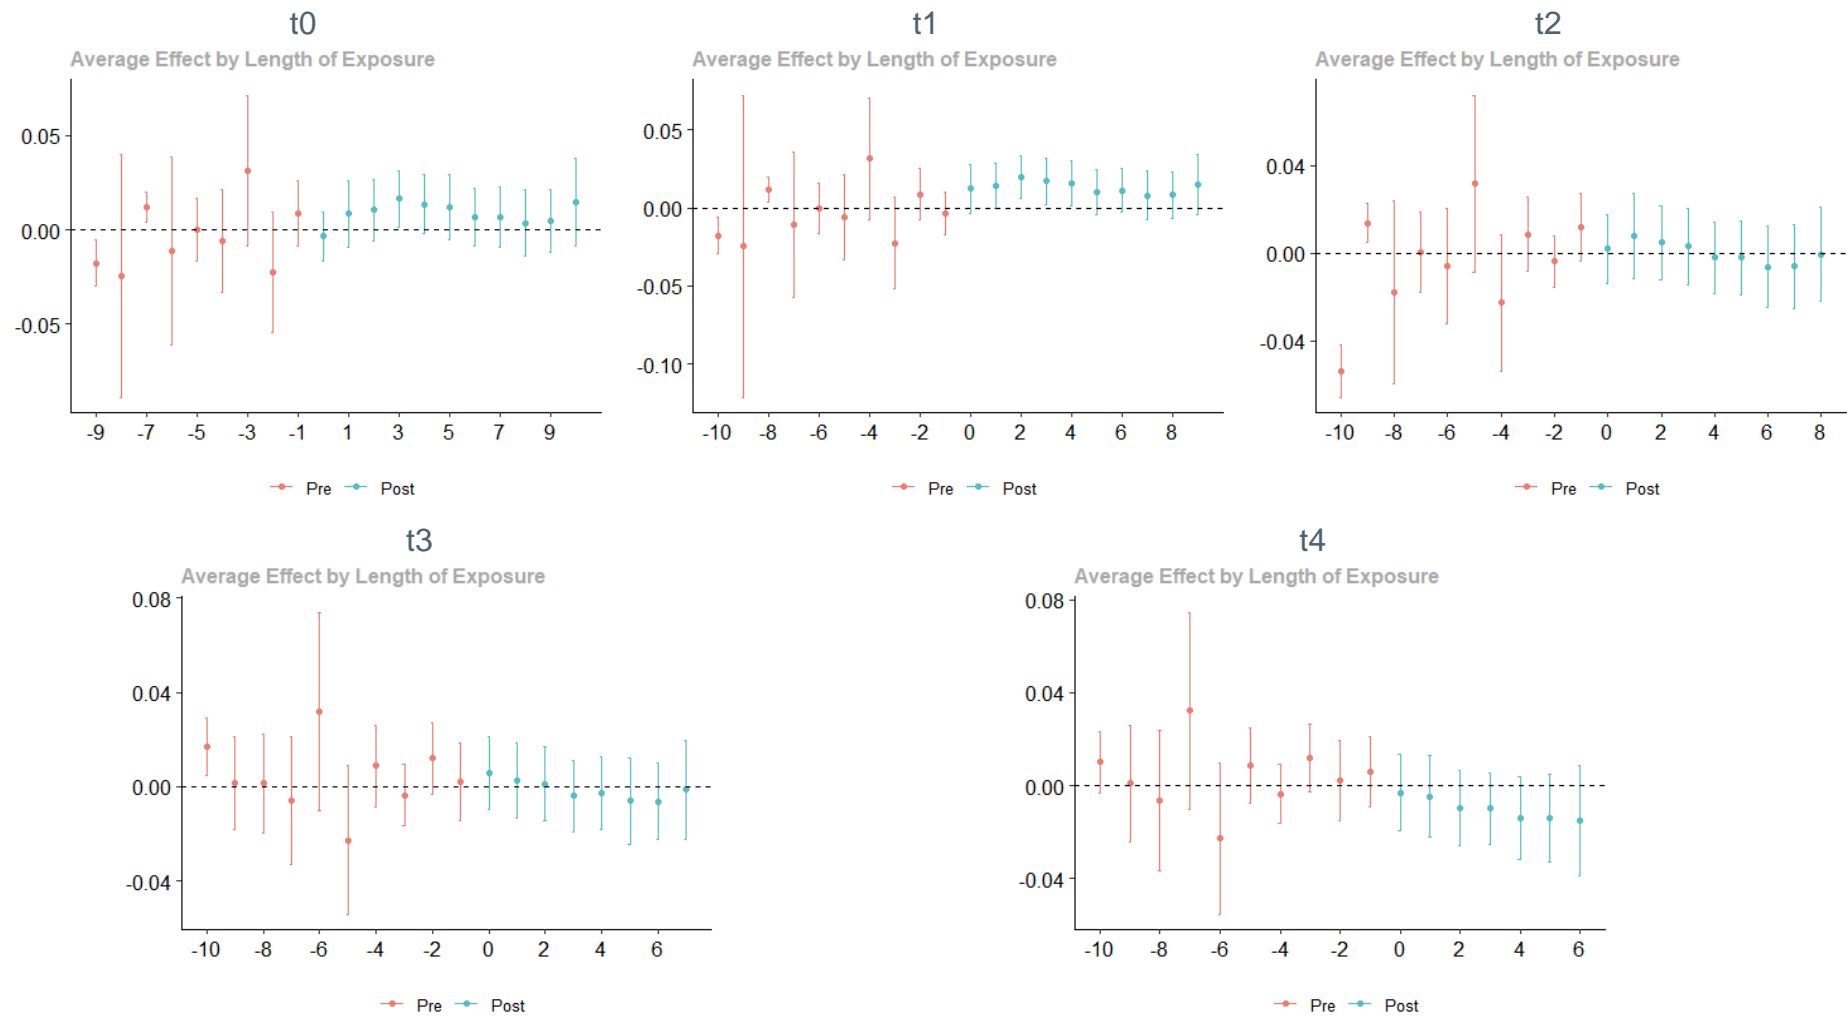 t0
Average Effect by Length of Exposure
0.05
0.00
-0.05
-9 -7 -5 -3 -1 1 3 5 7 9
Pre Post
t1
Average Effect by Length of Exposure
0.05
0.00
-0.05
-0.10
-10 -8 -6 -4 -2 0 2 4 6 8
Pre Post
t2
Average Effect by Length of Exposure
0.04
0.00
-0.04
-10 -8 -6 -4 -2 0 2 4 6 8
Pre Post
t3
Average Effect by Length of Exposure
0.08
0.04
0.00
-0.04
-10 -8 -6 -4 -2 0 2 4 6
Pre Post
t4
Average Effect by Length of Exposure
0.08
0.04
0.00
-0.04
-10 -8 -6 -4 -2 0 2 4 6
Pre Post